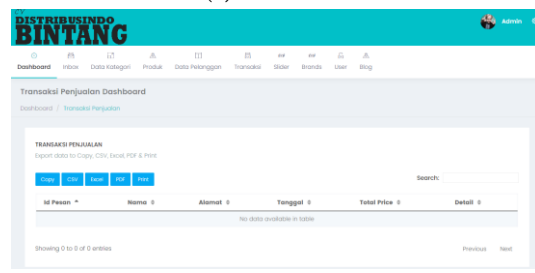 CV
DISTRIBUSINDO
BINTANG
Admin
Dashboard Inbox Data Kategori Produk Data Pelanggan Transaksi Slider Brands User Blog
Transaksi Penjualan Dashboard
Dashboard / Transaksi Penjualan
TRANSAKSI PENJUALAN
Export data to Copy, CSV, Excel, PDF & Print
Copy CSV Excel PDF Print
Search:
Id Pesan Nama Alamat Tanggal Total Price Detail
No data available in table
Showing 0 to 0 of 0 entries
Previous Next